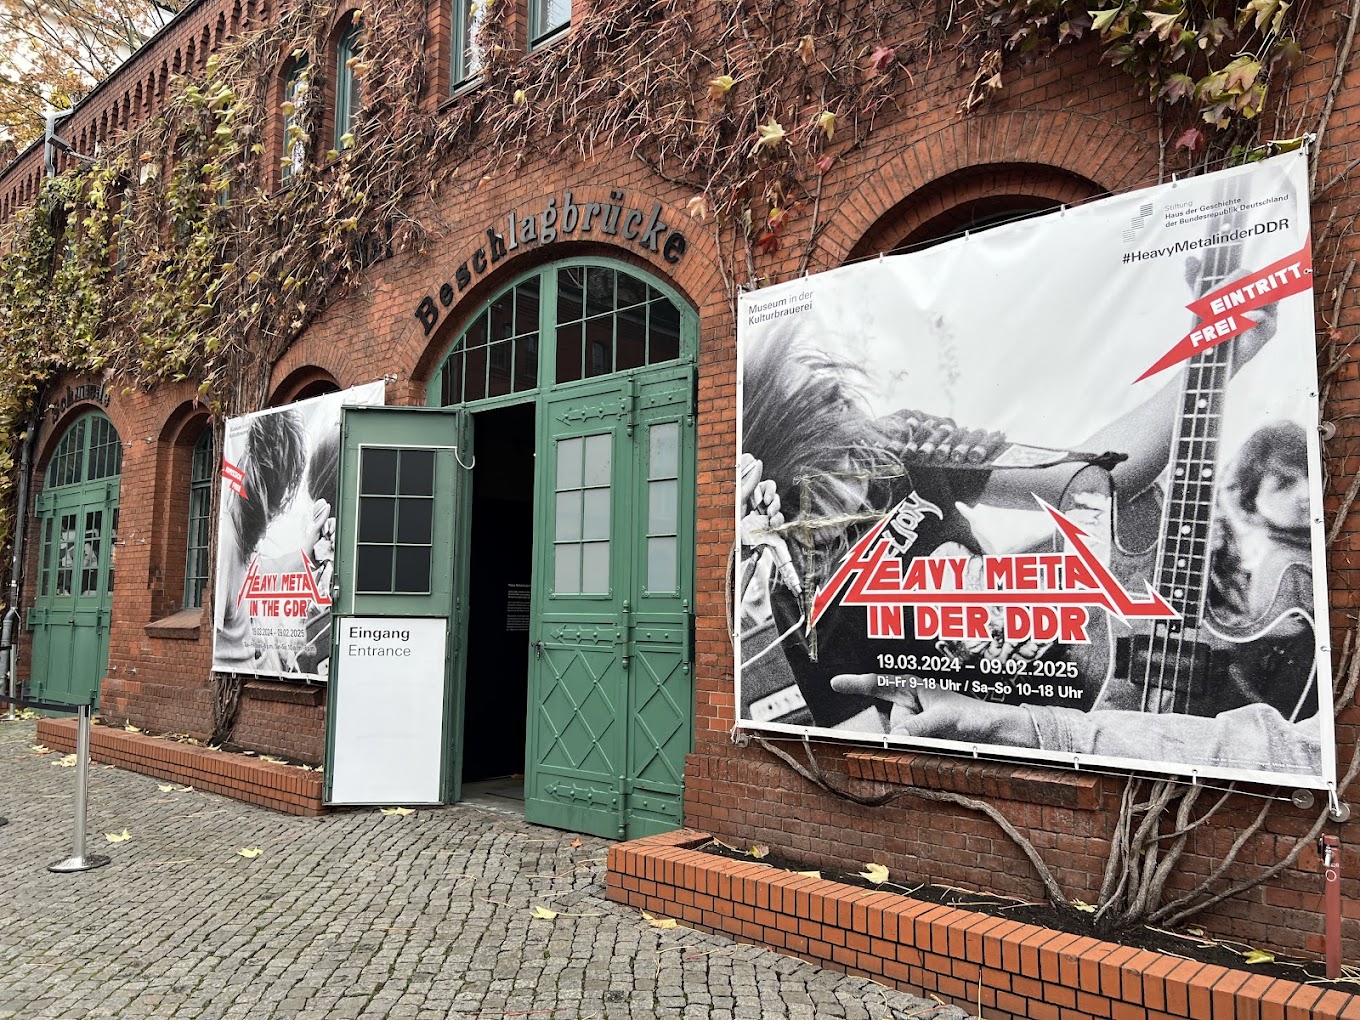 Beschlagbrücke
Stiftung
Haus der Geschichte
der Bundesrepublik Deutschland
#HeavyMetalinderDDR
Museum in der
Kulturbrauerei
EINTRITT
FREI
HEAVY METAL
IN DER DDR
19.03.2024 – 09.02.2025
Di–Fr 9–18 Uhr / Sa–So 10–18 Uhr
HEAVY METAL
IN THE GDR
19.03.2024 – 09.02.2025
Eingang
Entrance